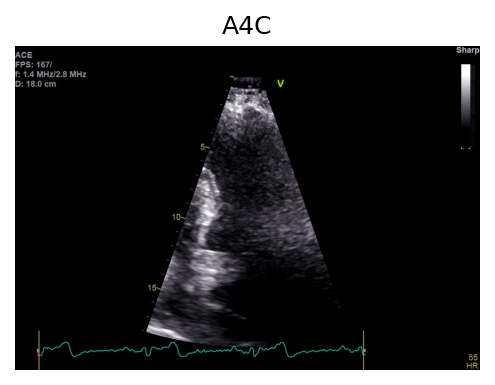 A4C
ACE
FPS: 167/
f: 1.4 MHz/2.8 MHz
D: 18.0 cm
Sharp
V
5
10
15
55
HR